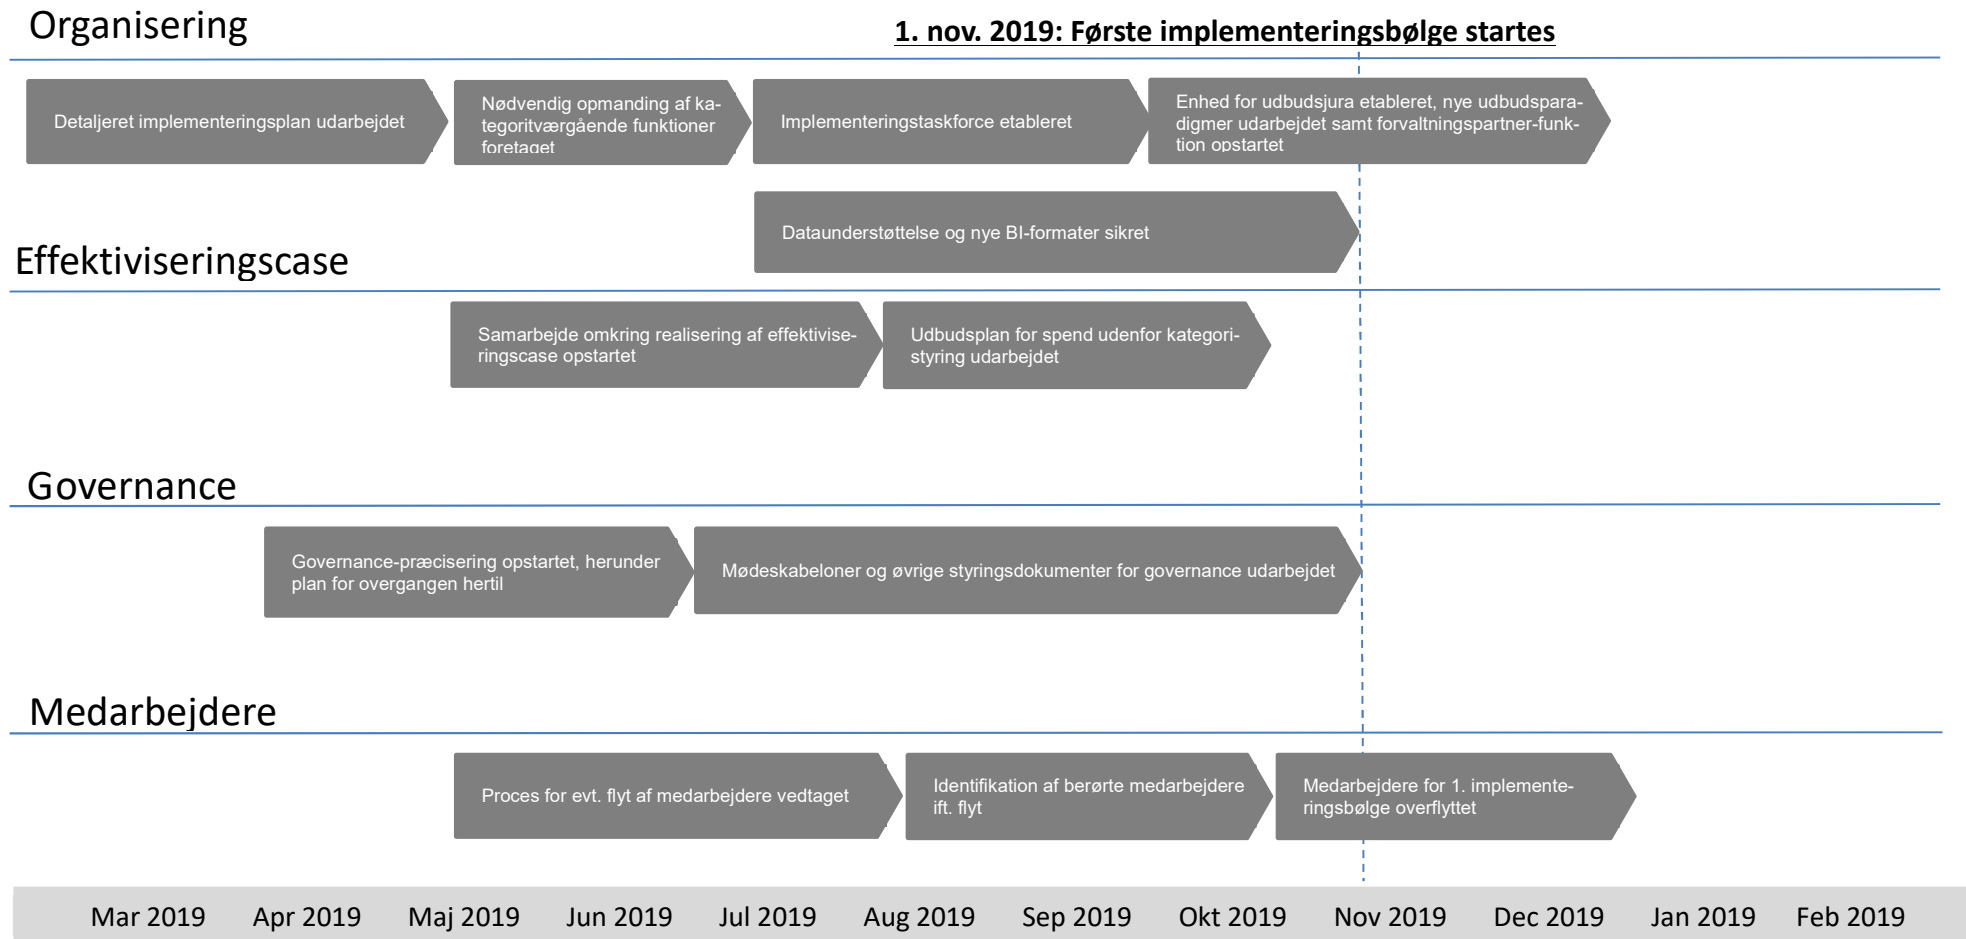 Organisering
1. nov. 2019: Første implementeringsbølge startes
Detaljeret implementeringsplan udarbejdet
Nødvendig opmanding af ka-
tegoritværgående funktioner
foretaget
Implementeringstaskforce etableret
Enhed for udbudsjura etableret, nye udbudspara-
digmer udarbejdet samt forvaltningspartner-funk-
tion opstartet
Dataunderstøttelse og nye BI-formater sikret
Effektiviseringscase
Samarbejde omkring realisering af effektivise-
ringscase opstartet
Udbudsplan for spend udenfor kategori-
styring udarbejdet
Governance
Governance-præcisering opstartet, herunder
plan for overgangen hertil
Mødeskabeloner og øvrige styringsdokumenter for governance udarbejdet
Medarbejdere
Proces for evt. flyt af medarbejdere vedtaget
Identifikation af berørte medarbejdere
ift. flyt
Medarbejdere for 1. implemente-
ringsbølge overflyttet
Mar 2019 Apr 2019 Maj 2019 Jun 2019 Jul 2019 Aug 2019 Sep 2019 Okt 2019 Nov 2019 Dec 2019 Jan 2019 Feb 2019